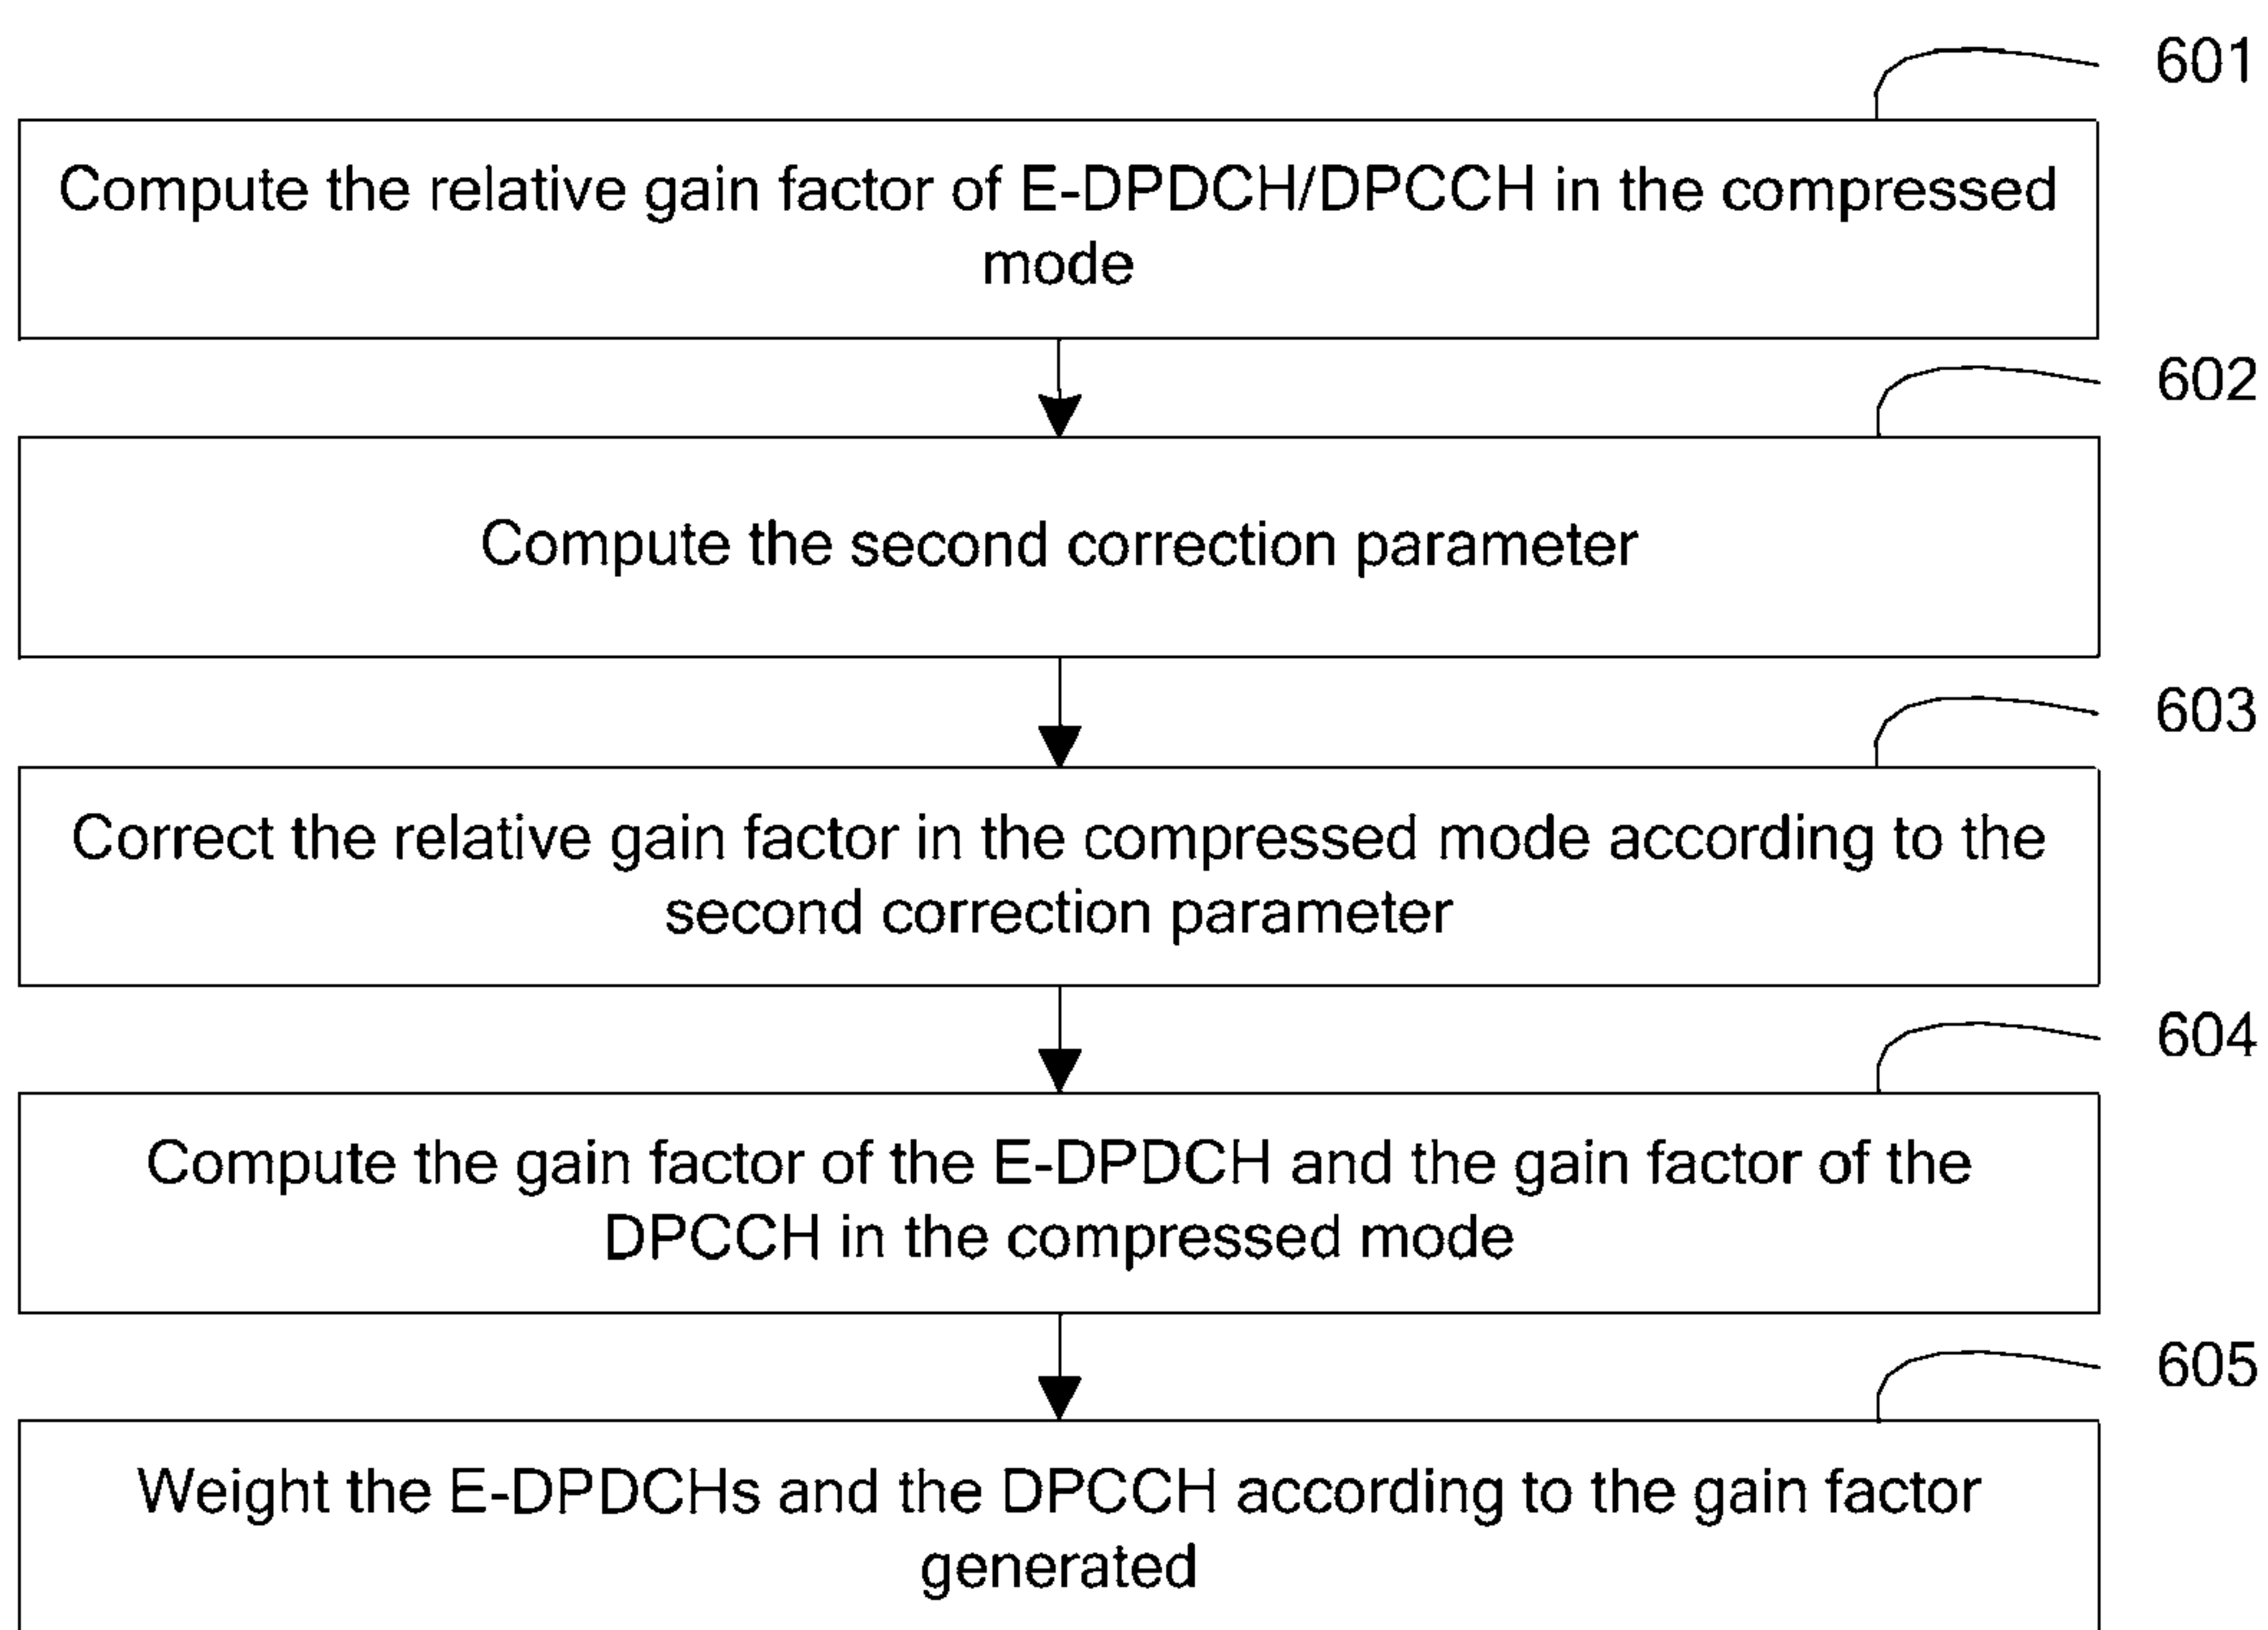 601
Compute the relative gain factor of E-DPDCH/DPCCH in the compressed
mode
602
Compute the second correction parameter
603
Correct the relative gain factor in the compressed mode according to the
second correction parameter
604
Compute the gain factor of the E-DPDCH and the gain factor of the
DPCCH in the compressed mode
605
Weight the E-DPDCHs and the DPCCH according to the gain factor
generated